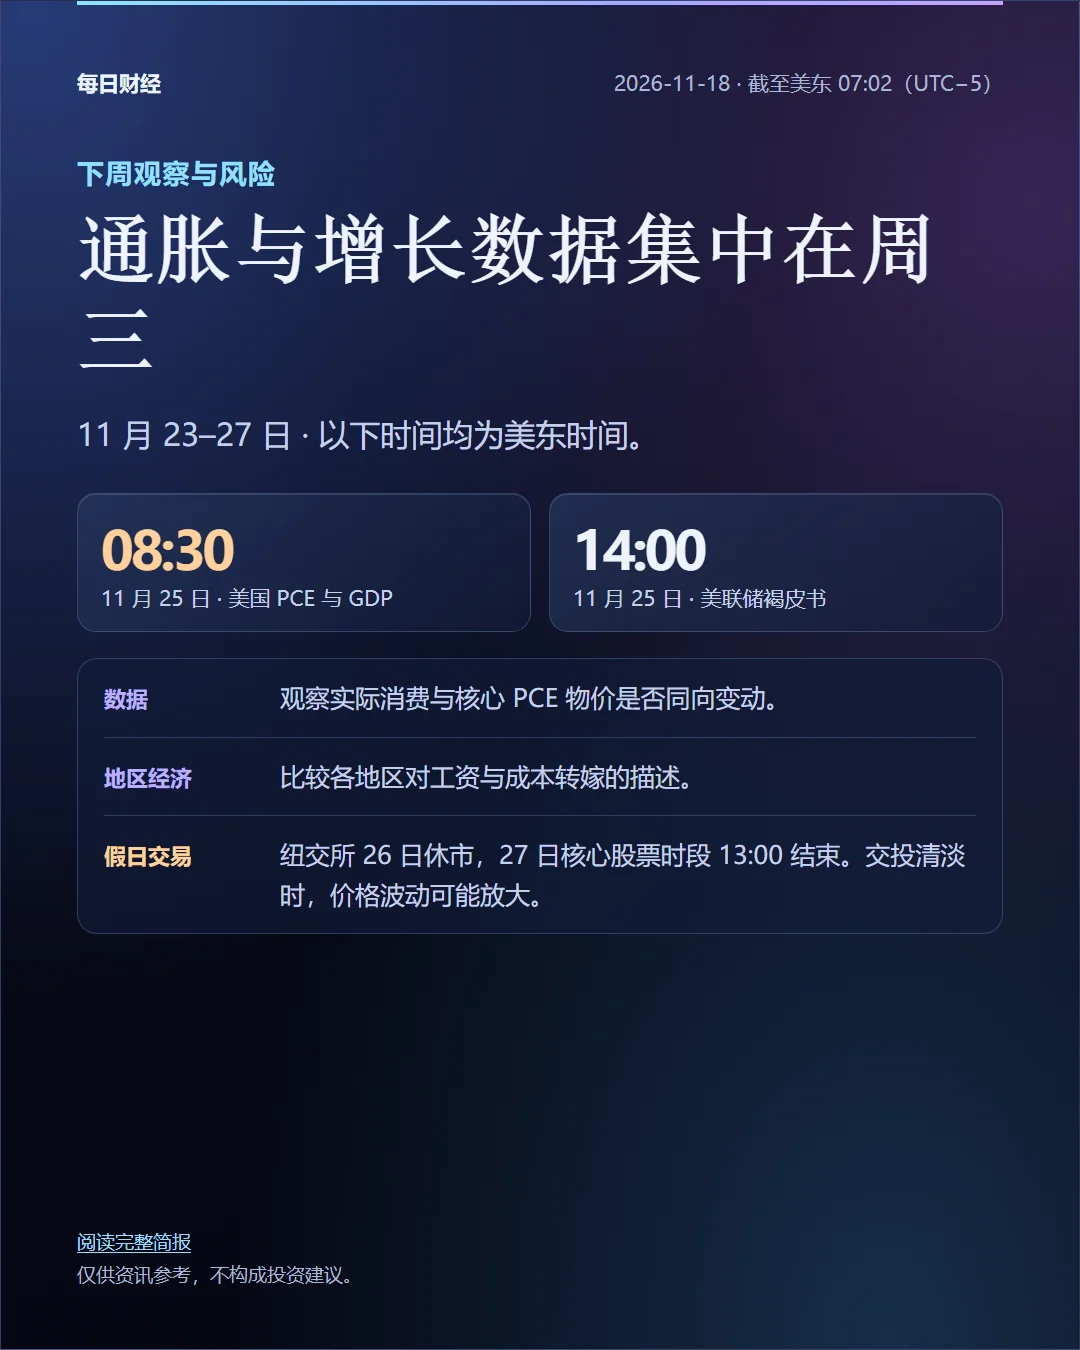 每日财经
2026-11-18 · 截至美东 07:02（UTC−5）
下周观察与风险
通胀与增长数据集中在周
三
11 月 23–27 日 · 以下时间均为美东时间。
08:30
11 月 25 日 · 美国 PCE 与 GDP
14:00
11 月 25 日 · 美联储褐皮书
数据
观察实际消费与核心 PCE 物价是否同向变动。
地区经济
比较各地区对工资与成本转嫁的描述。
假日交易
纽交所 26 日休市，27 日核心股票时段 13:00 结束。交投清淡
时，价格波动可能放大。
阅读完整简报
仅供资讯参考，不构成投资建议。